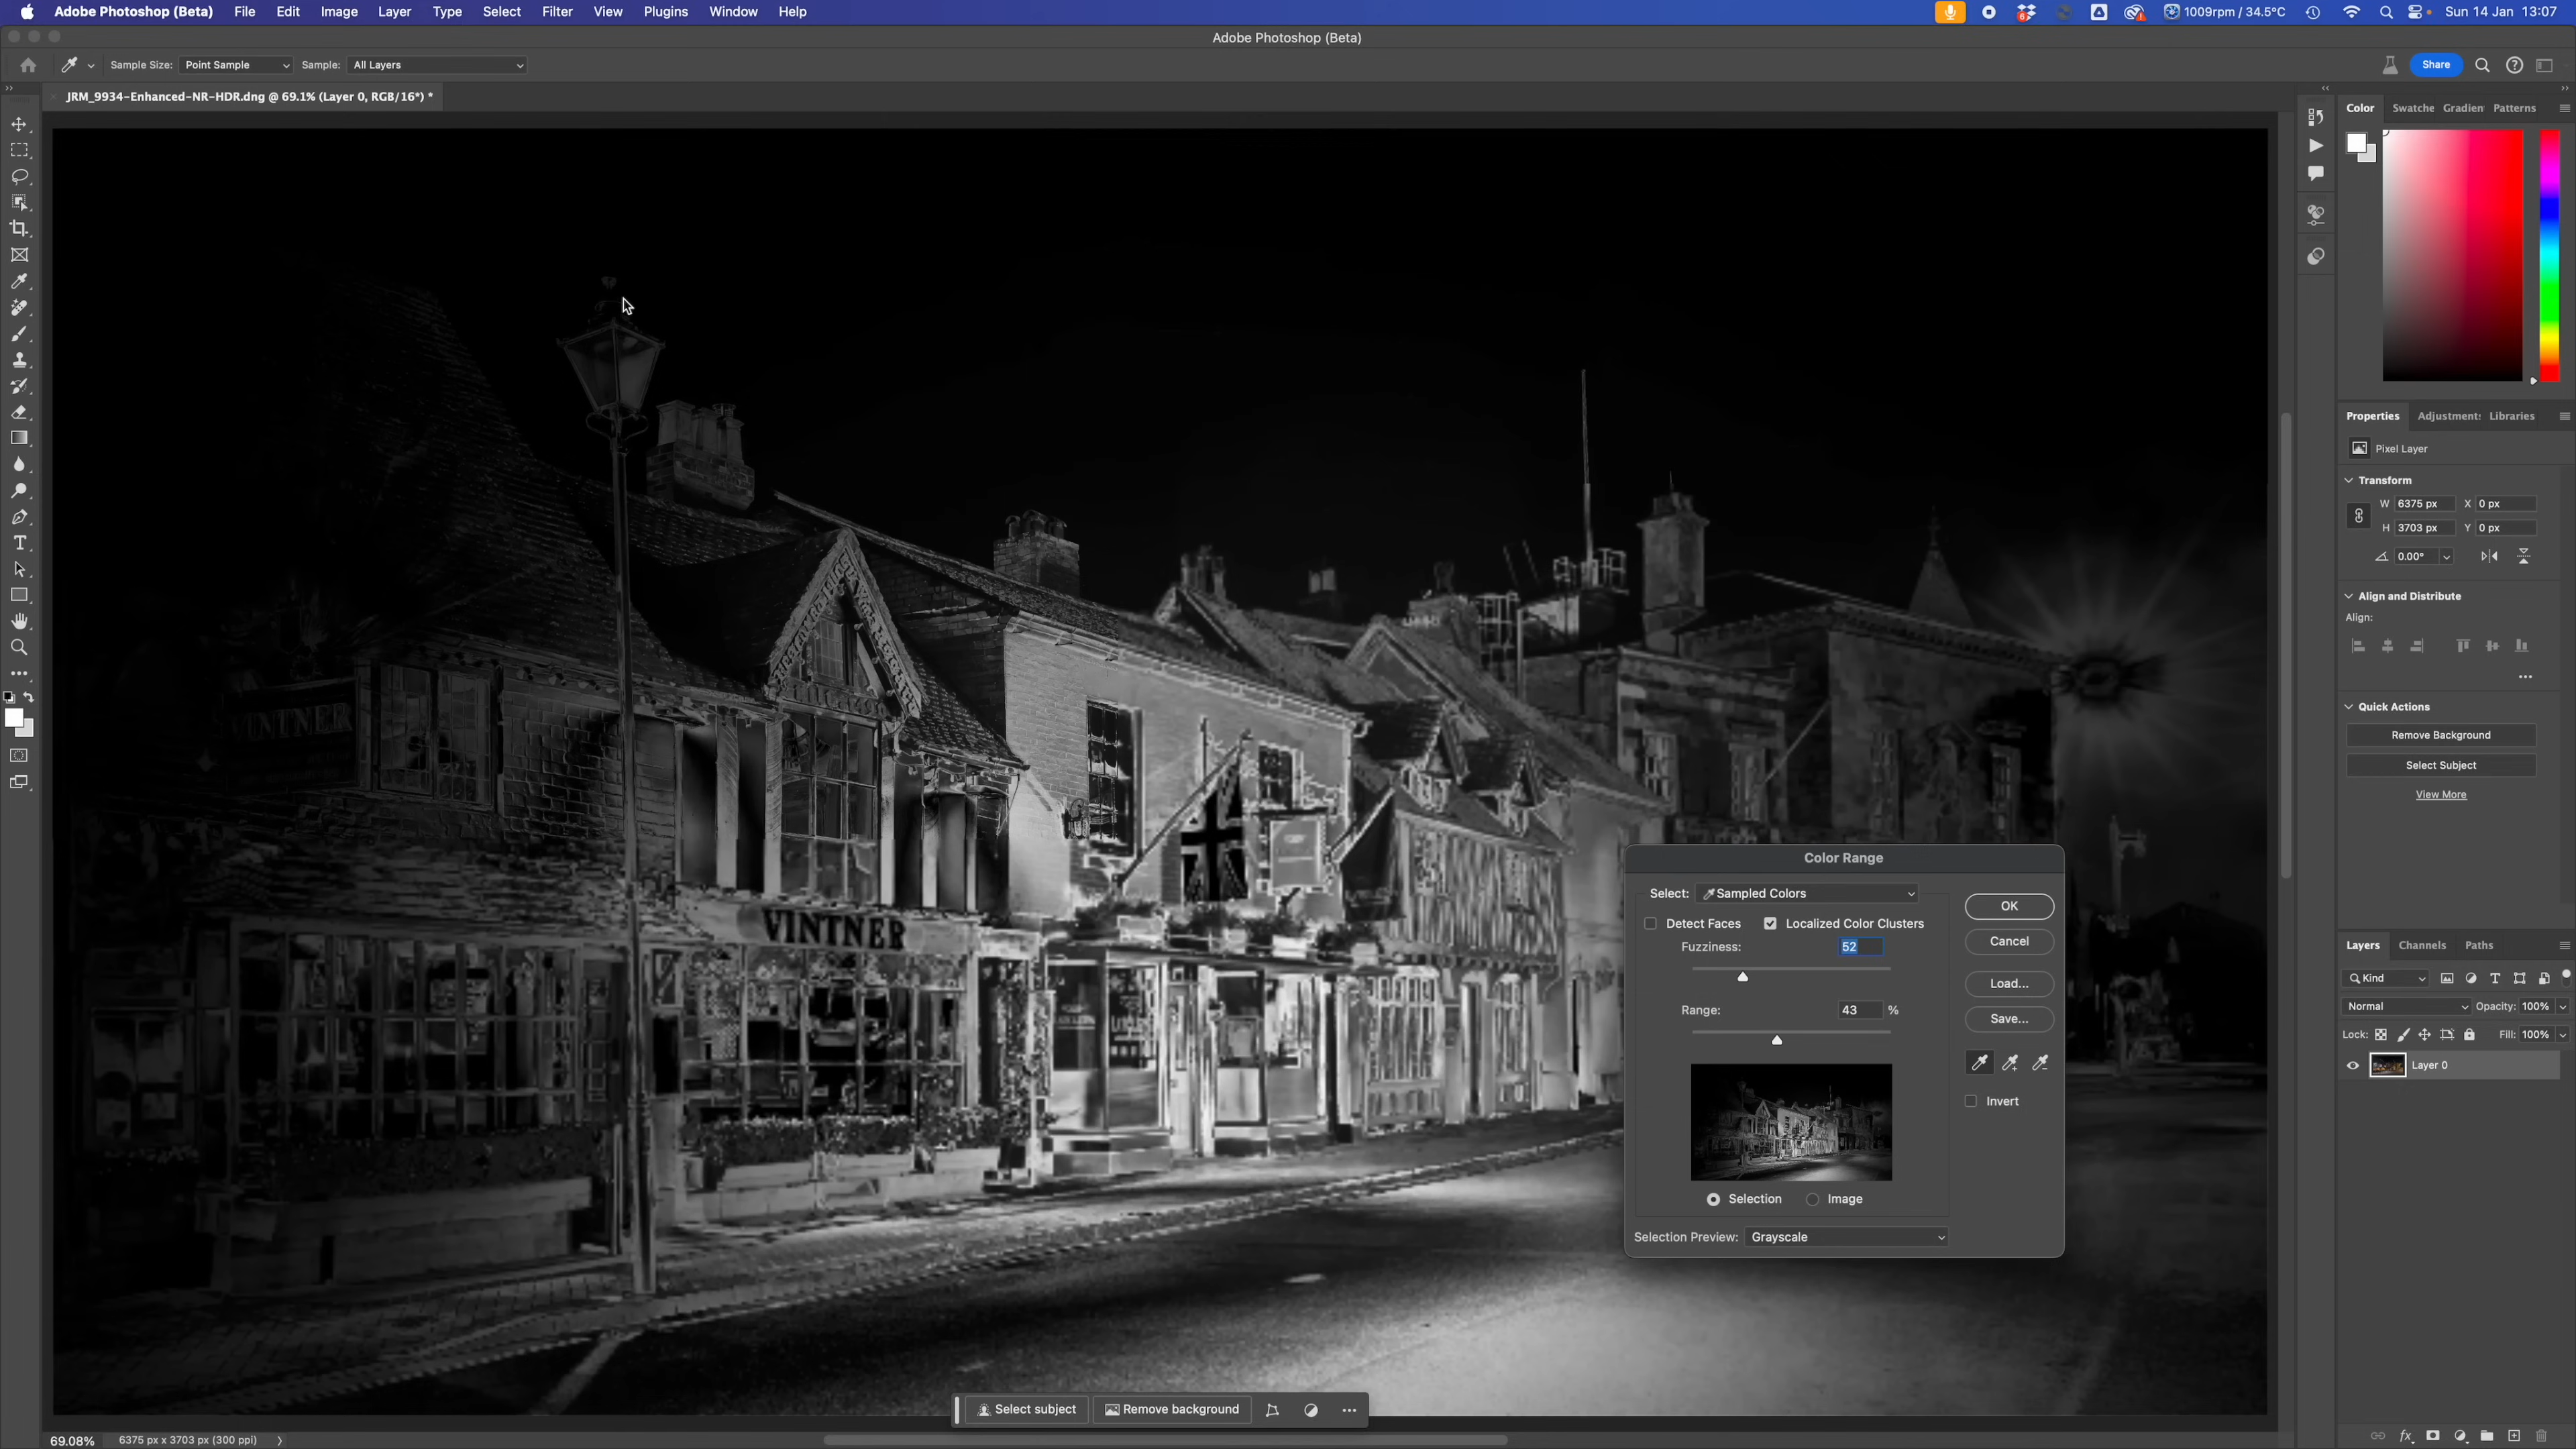 Adobe Photoshop (Beta) File Edit Image Layer Type Select Filter View Plugins Window Help 6 1009rpm / 34.5°C Sun 14 Jan 13:07
Adobe Photoshop (Beta)
Sample Size: Point Sample Sample: All Layers Share
JRM_9934-Enhanced-NR-HDR.dng @ 69.1% (Layer 0, RGB/16*) *
Color Swatche Gradien Patterns
Properties Adjustment: Libraries
Pixel Layer
Transform
W 6375 px X 0 px
H 3703 px Y 0 px
0.00°
Align and Distribute
Align:
Quick Actions
Remove Background
Select Subject
View More
VINTNER
VINTNER
Color Range
Select: Sampled Colors OK
Detect Faces Localized Color Clusters
Fuzziness: 52 Cancel
Load...
Range: 43 %
Save...
Invert
Selection Image
Selection Preview: Grayscale
Layers Channels Paths
Kind
Normal Opacity: 100%
Lock: Fill: 100%
Layer 0
Select subject Remove background
69.08% 6375 px x 3703 px (300 ppi)
fx